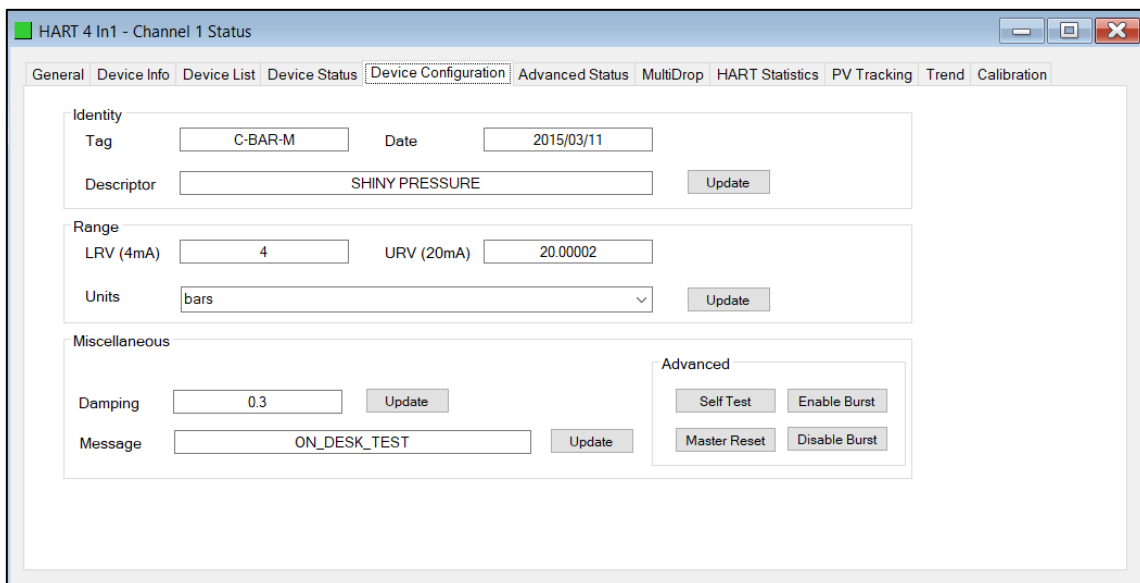 HART 4 In1 - Channel 1 Status
General Device Info Device List Device Status Device Configuration Advanced Status MultiDrop HART Statistics PV Tracking Trend Calibration
Identity
Tag C-BAR-M Date 2015/03/11
Descriptor SHINY PRESSURE Update
Range
LRV (4mA) 4 URV (20mA) 20.00002
Units bars Update
Miscellaneous
Advanced
Damping 0.3 Update Self Test Enable Burst
Message ON_DESK_TEST Update Master Reset Disable Burst